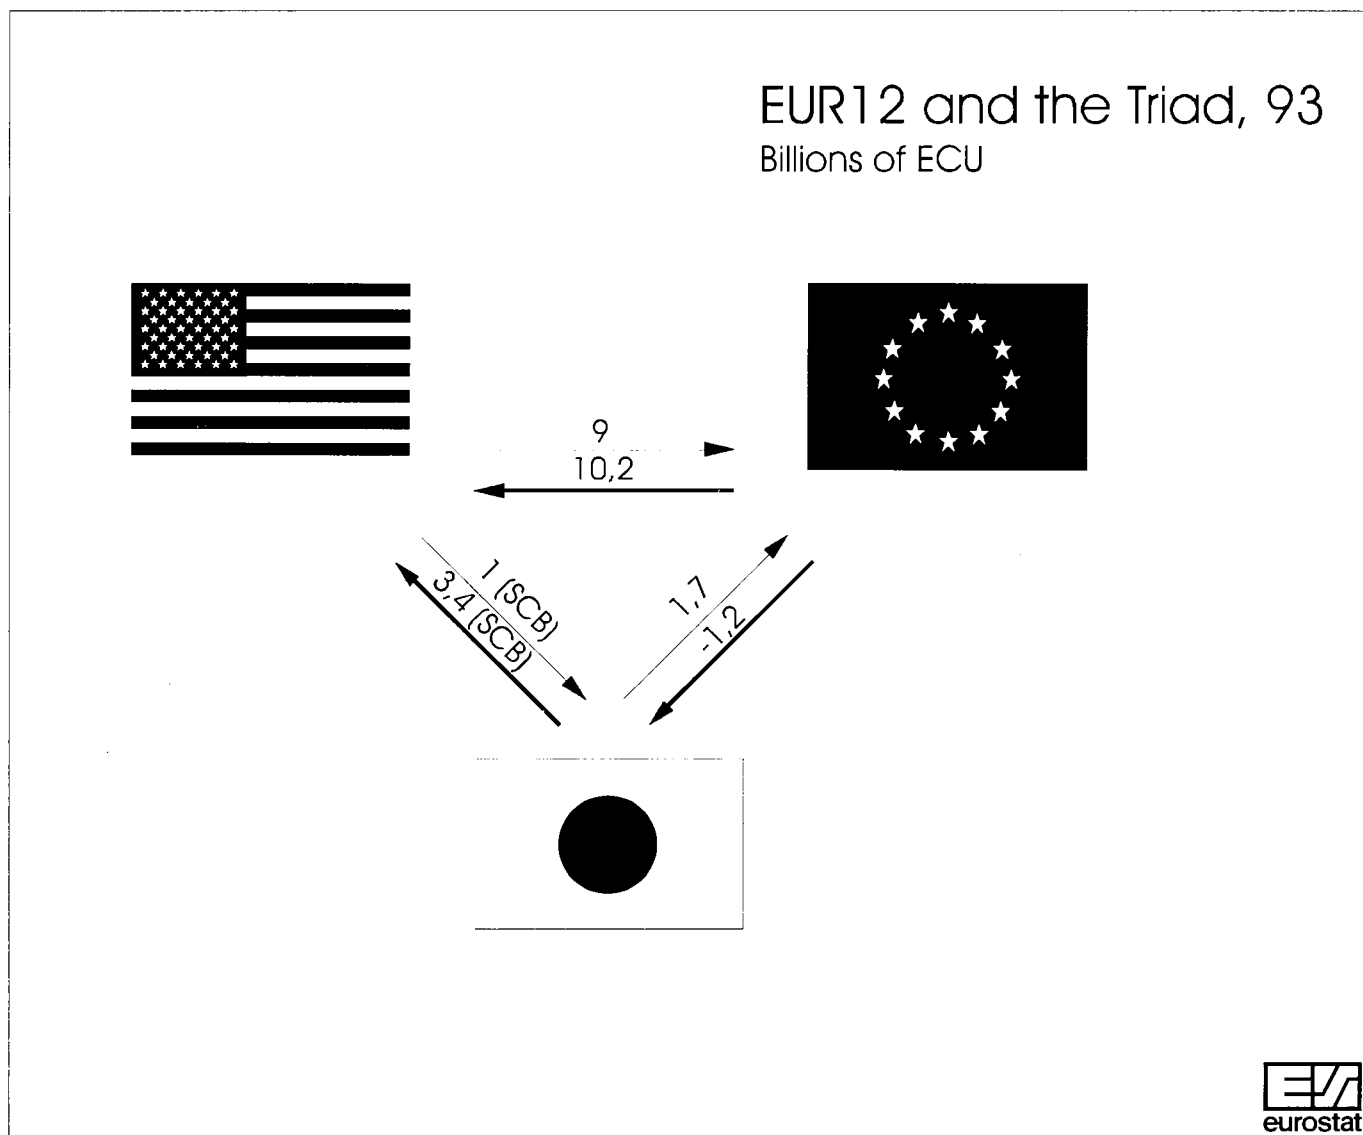 EUR12 and the Triad, 93
Billions of ECU
9
10,2
1 (SCB)
3,4 (SCB)
1,7
-1,2
eurostat